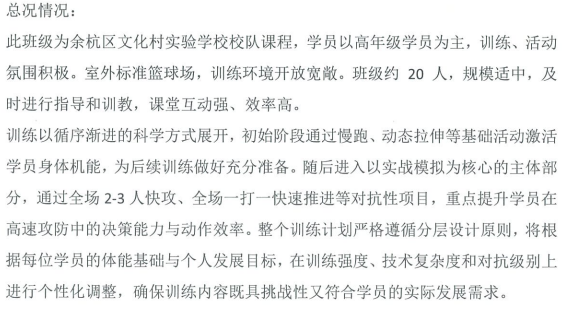 总况情况：
此班级为余杭区文化村实验学校校队课程，学员以高年级学员为主，训练、活动
氛围积极。室外标准篮球场，训练环境开放宽敞。班级约 20 人，规模适中，及
时进行指导和训教，课堂互动强、效率高。
训练以循序渐进的科学方式展开，初始阶段通过慢跑、动态拉伸等基础活动激活
学员身体机能，为后续训练做好充分准备。随后进入以实战模拟为核心的主体部
分，通过全场 2-3 人快攻、全场一打一快速推进等对抗性项目，重点提升学员在
高速攻防中的决策能力与动作效率。整个训练计划严格遵循分层设计原则，将根
据每位学员的体能基础与个人发展目标，在训练强度、技术复杂度和对抗级别上
进行个性化调整，确保训练内容既具挑战性又符合学员的实际发展需求。